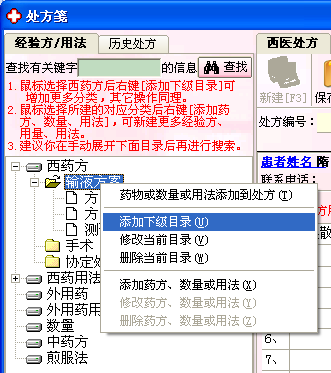 处方笺
经验方/用法 历史处方
西医处方
查找有关键字 的信息 查找
1.鼠标选择西药方后右键[添加下级目录]可增加更多分类，其它操作同理。
2.鼠标选择所建的对应分类后右键[添加药方、数量、用法]，可新建更多经验方、用量、用法。
3.建议你在手动展开下面目录后再进行搜索。
新建[F3] 保存
处方编号：
患者姓名
联系电话：
西药方
输液方案
方
方
测
手术
协定处
西药用法
外用药
外用药用
数量
中药方
煎服法
药物或数量或用法添加到处方(T)
添加下级目录(U)
修改当前目录(V)
删除当前目录(W)
添加药方、数量或用法(X)
修改药方、数量或用法(Y)
删除药方、数量或用法(Z)
6、
7、